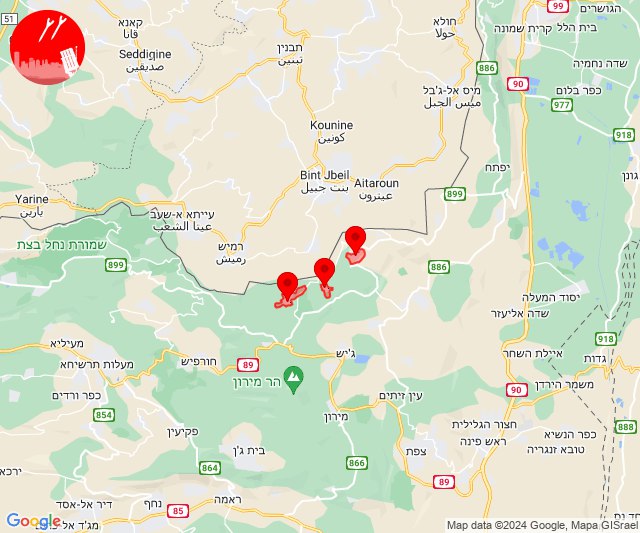 51
קאנא
قانا
Seddigine
صديقين
תבנין
تبنين
חולא
حولا
קרית שמונה
בית הלל
99
הגושרים
שדה נחמיה
886
90
מיס אל-ג'בל
ميس الجبل
כפר בלום
977
918
Kounine
كونين
יפתח
גונן
Bint Jbeil
بنت جبيل
Aitaroun
عيترون
899
Yarine
يارين
עייתא א-שעב
عيتا الشعب
רמיש
رميش
שמורת נחל בצת
899
886
יסוד המעלה
שדה אליעזר
918
מעיליא
מעלות תרשיחא
חורפיש
89
ג'יש
איילת השחר
גדות
הר מירון
90
משמר הירדן
כפר ורדים
854
מירון
עין זיתים
חצור הגלילית
ראש פינה
כפר הנשיא
טובא זנגריה
888
פקיעין
בית ג'ן
צפת
864
866
89
ירכא
דיר אל-אסד
נחף
85
ראמה
Google
Map data ©2024 Google, Mapa GISrael